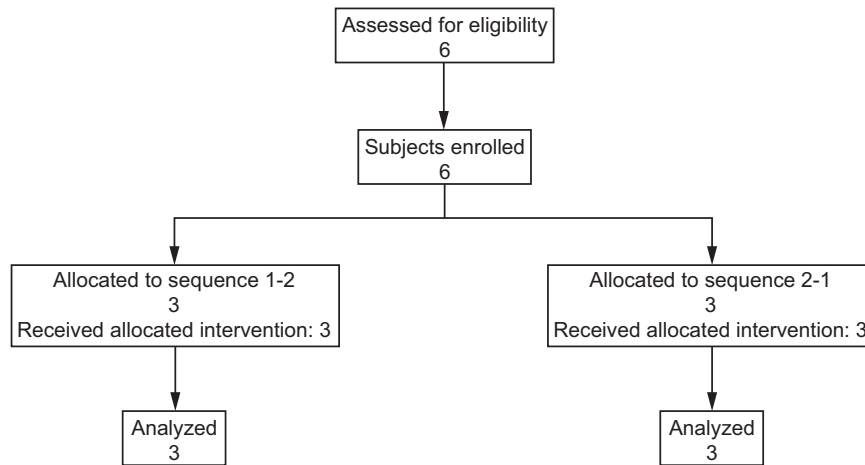 Assessed for eligibility
6
Subjects enrolled
6
Allocated to sequence 1-2
3
Received allocated intervention: 3
Allocated to sequence 2-1
3
Received allocated intervention: 3
Analyzed
3
Analyzed
3